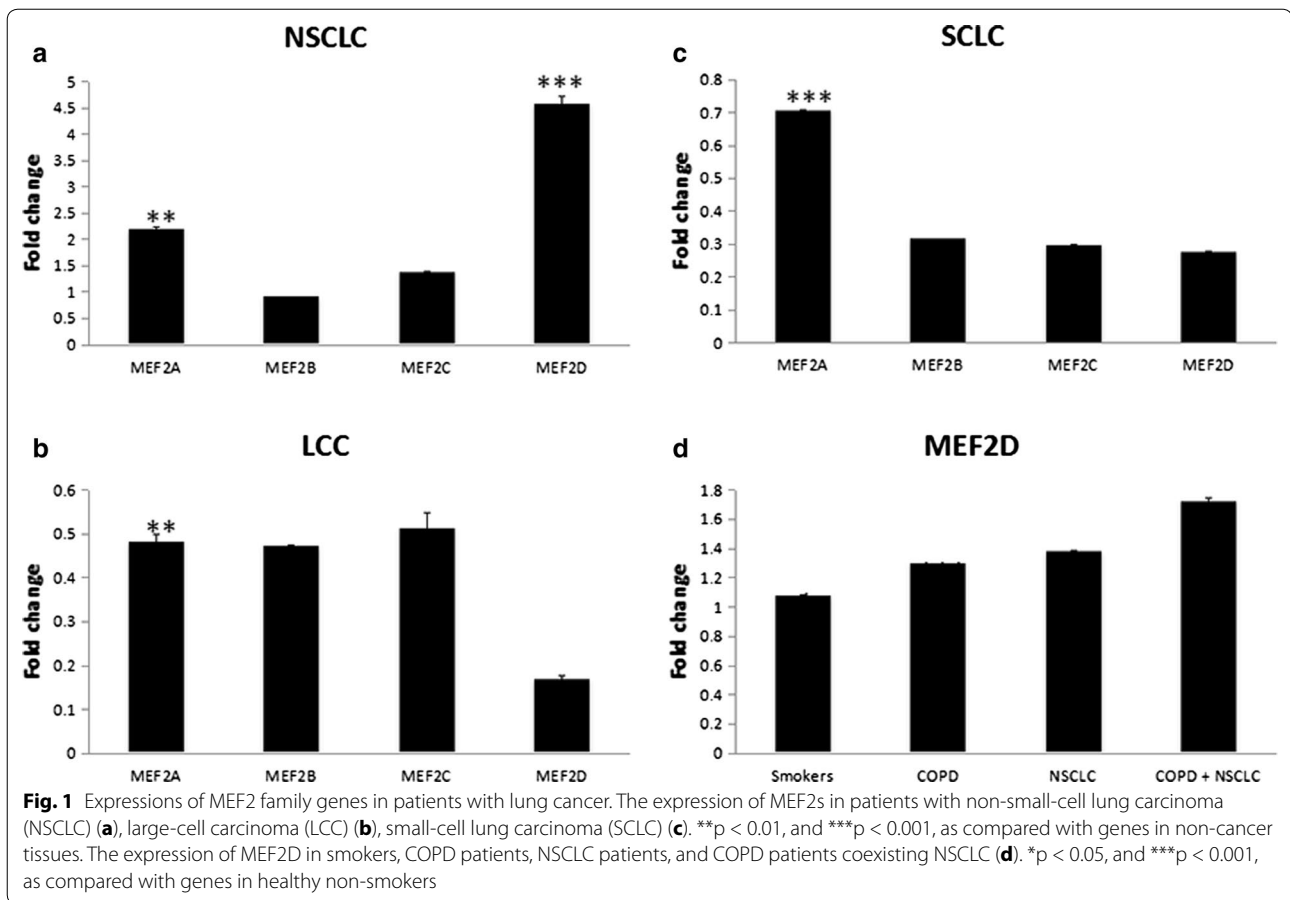 NSCLC
a
Fold change
5
4.5
4
3.5
3
2.5
2
1.5
1
0.5
0
**
***
MEF2A MEF2B MEF2C MEF2D
SCLC
c
Fold change
0.8
0.7
0.6
0.5
0.4
0.3
0.2
0.1
0
***
MEF2A MEF2B MEF2C MEF2D
LCC
b
Fold change
0.6
0.5
0.4
0.3
0.2
0.1
0
**
MEF2A MEF2B MEF2C MEF2D
MEF2D
d
Fold change
1.8
1.6
1.4
1.2
1
0.8
0.6
0.4
0.2
0
Smokers COPD NSCLC COPD + NSCLC
Fig. 1 Expressions of MEF2 family genes in patients with lung cancer. The expression of MEF2s in patients with non-small-cell lung carcinoma
(NSCLC) (a), large-cell carcinoma (LCC) (b), small-cell lung carcinoma (SCLC) (c). **p < 0.01, and ***p < 0.001, as compared with genes in non-cancer
tissues. The expression of MEF2D in smokers, COPD patients, NSCLC patients, and COPD patients coexisting NSCLC (d). *p < 0.05, and ***p < 0.001,
as compared with genes in healthy non-smokers